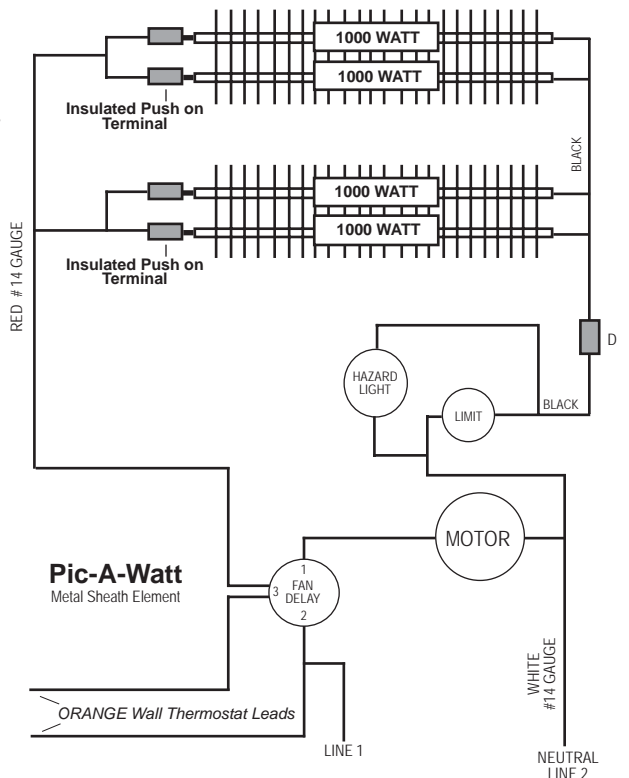 1000 WATT
1000 WATT
Insulated Push on
Terminal
BLACK
1000 WATT
1000 WATT
Insulated Push on
Terminal
RED #14 GAUGE
D
HAZARD
LIGHT
LIMIT
BLACK
MOTOR
Pic-A-Watt
Metal Sheath Element
1
3
FAN
DELAY
2
WHITE
#14 GAUGE
ORANGE Wall Thermostat Leads
LINE 1
NEUTRAL
LINE 2